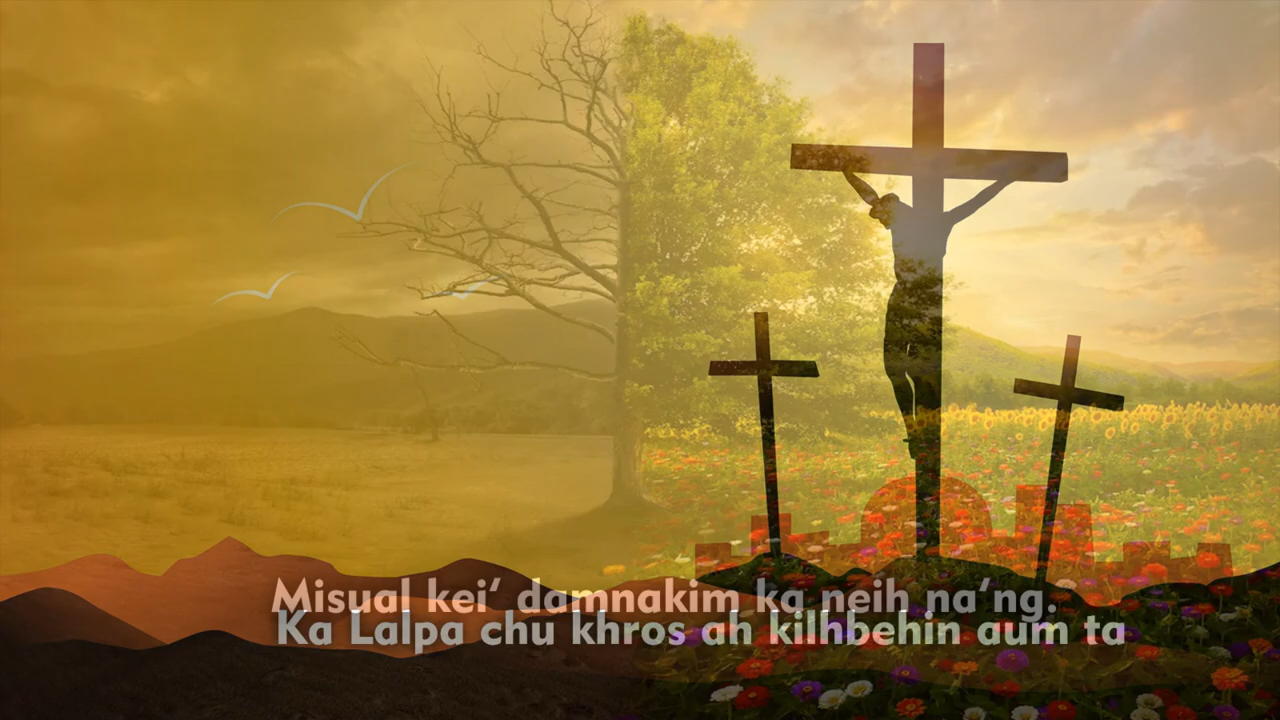 Misual kei’ damnakim ka neih na’ng.
Ka Lalpa chu khros ah kilhbehin aum ta